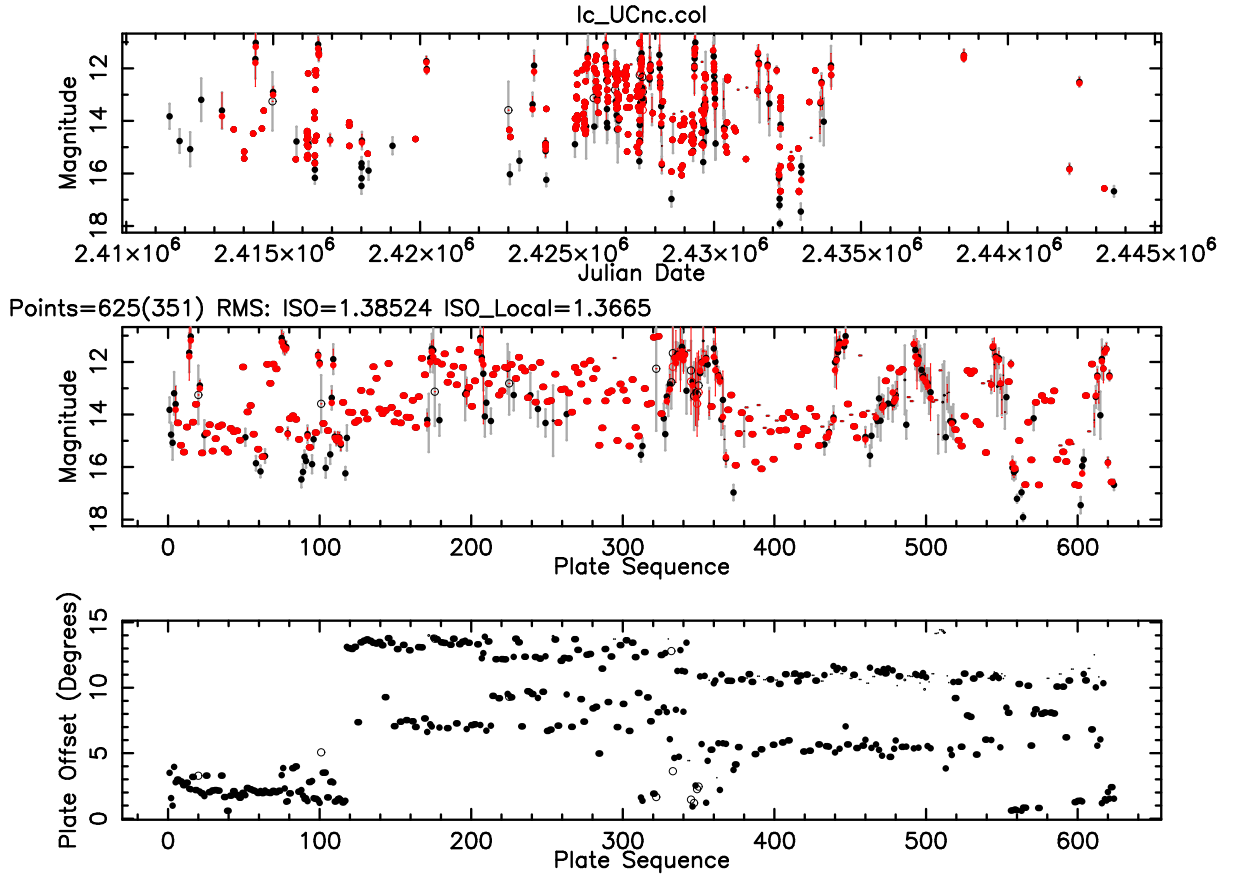 lc_UCnc.col
Magnitude
12
14
16
18
2.41×10⁶ 2.415×10⁶ 2.42×10⁶ 2.425×10⁶ 2.43×10⁶ 2.435×10⁶ 2.44×10⁶ 2.445×10⁶
Julian Date
Points=625(351) RMS: ISO=1.38524 ISO_Local=1.3665
Magnitude
12
14
16
18
0 100 200 300 400 500 600
Plate Sequence
Plate Offset (Degrees)
15
10
5
0
0 100 200 300 400 500 600
Plate Sequence